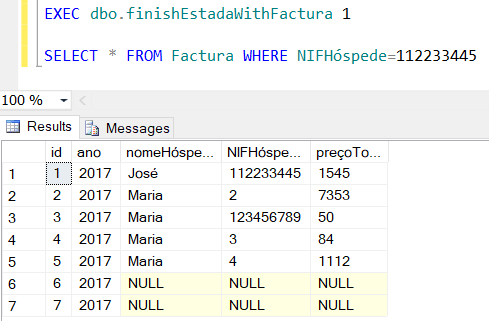 EXEC dbo.finishEstadaWithFactura 1
SELECT * FROM Factura WHERE NIFHóspede=112233445
100 %
Results Messages
id ano nomeHóspe... NIFHóspe... preçoTo...
1 1 2017 José 112233445 1545
2 2 2017 Maria 2 7353
3 3 2017 Maria 123456789 50
4 4 2017 Maria 3 84
5 5 2017 Maria 4 1112
6 6 2017 NULL NULL NULL
7 7 2017 NULL NULL NULL